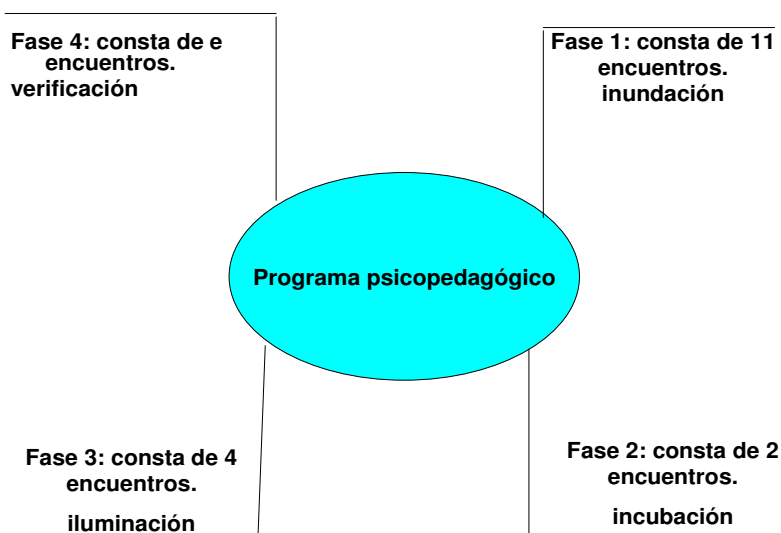 Fase 4: consta de e
encuentros.
verificación
Fase 1: consta de 11
encuentros.
inundación
Programa psicopedagógico
Fase 3: consta de 4
encuentros.
iluminación
Fase 2: consta de 2
encuentros.
incubación